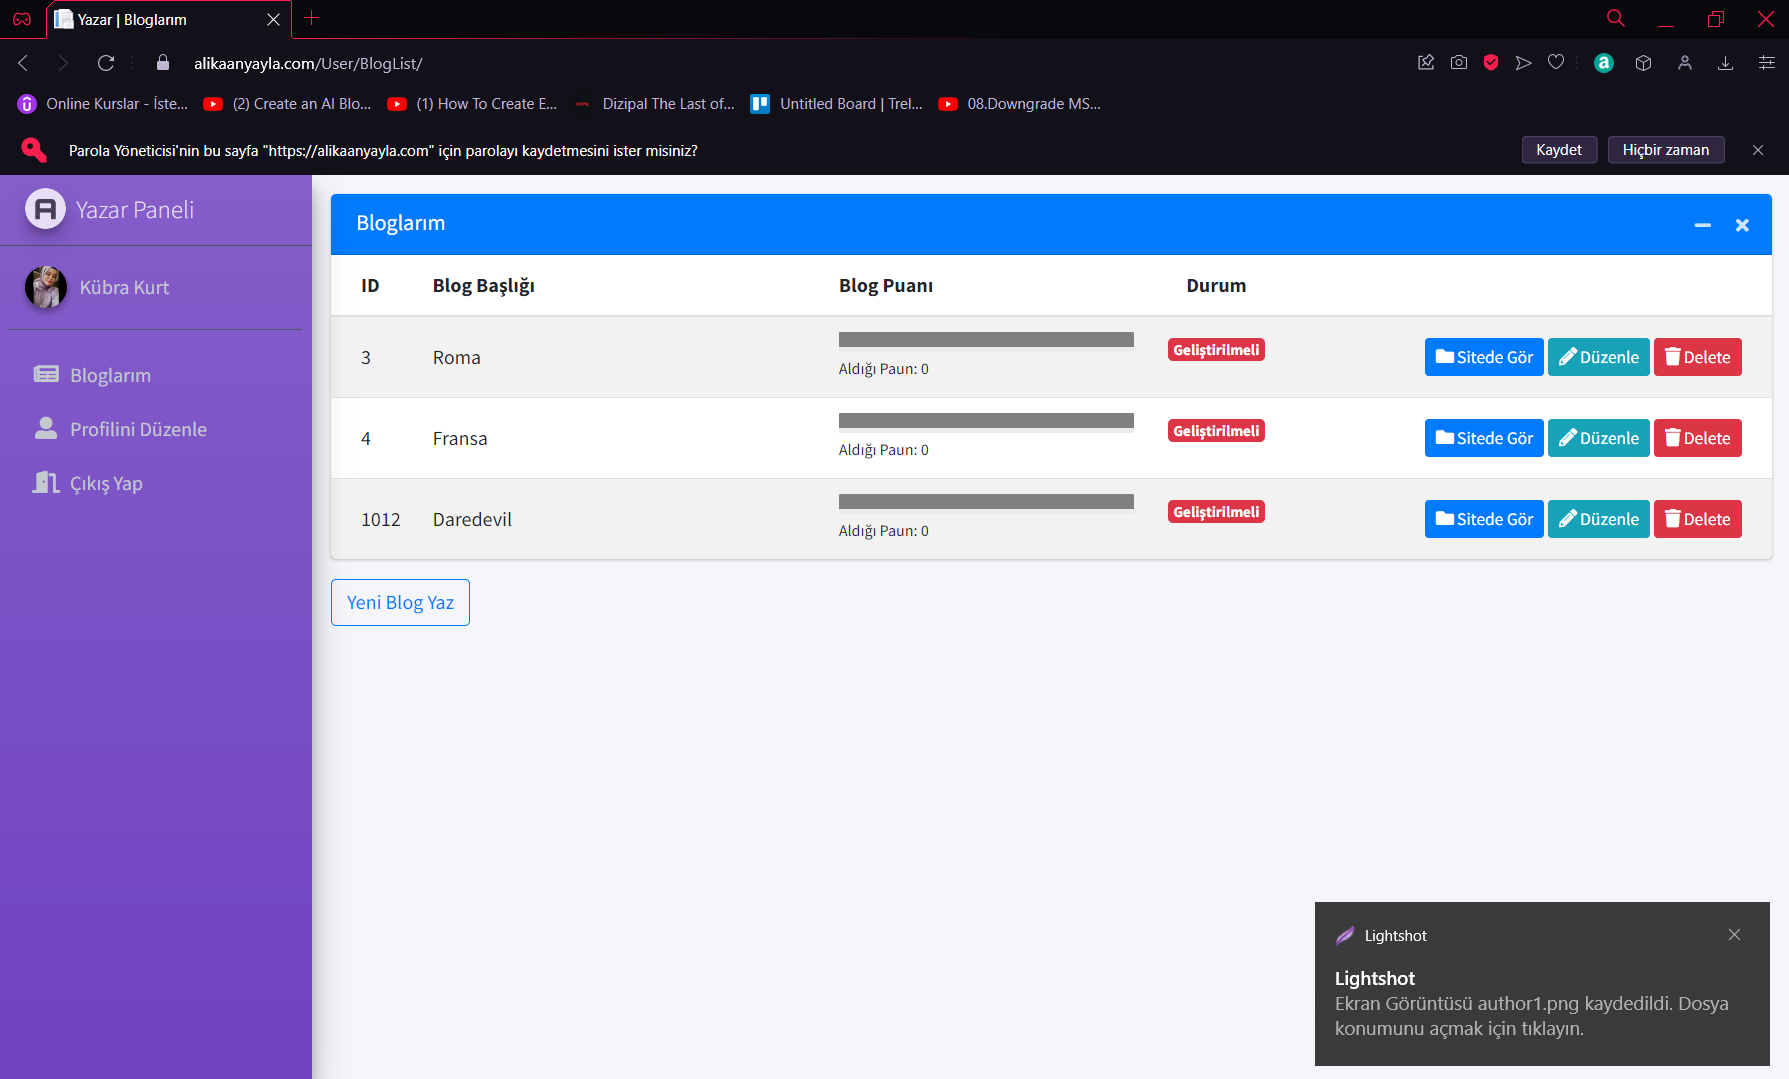 Yazar | Bloglarım
alikaanyayla.com/User/BlogList/
Online Kurslar - İste...
(2) Create an AI Blo...
(1) How To Create E...
Dizipal The Last of...
Untitled Board | Trel...
08.Downgrade MS...
Parola Yöneticisi'nin bu sayfa "https://alikaanyayla.com" için parolayı kaydetmesini ister misiniz?
Kaydet
Hiçbir zaman
Yazar Paneli
Kübra Kurt
Bloglarım
Profilini Düzenle
Çıkış Yap
Bloglarım
ID Blog Başlığı Blog Puanı Durum
3 Roma Aldığı Paun: 0 Geliştirilmeli Sitede Gör Düzenle Delete
4 Fransa Aldığı Paun: 0 Geliştirilmeli Sitede Gör Düzenle Delete
1012 Daredevil Aldığı Paun: 0 Geliştirilmeli Sitede Gör Düzenle Delete
Yeni Blog Yaz
Lightshot
Lightshot
Ekran Görüntüsü author1.png kaydedildi. Dosya
konumunu açmak için tıklayın.